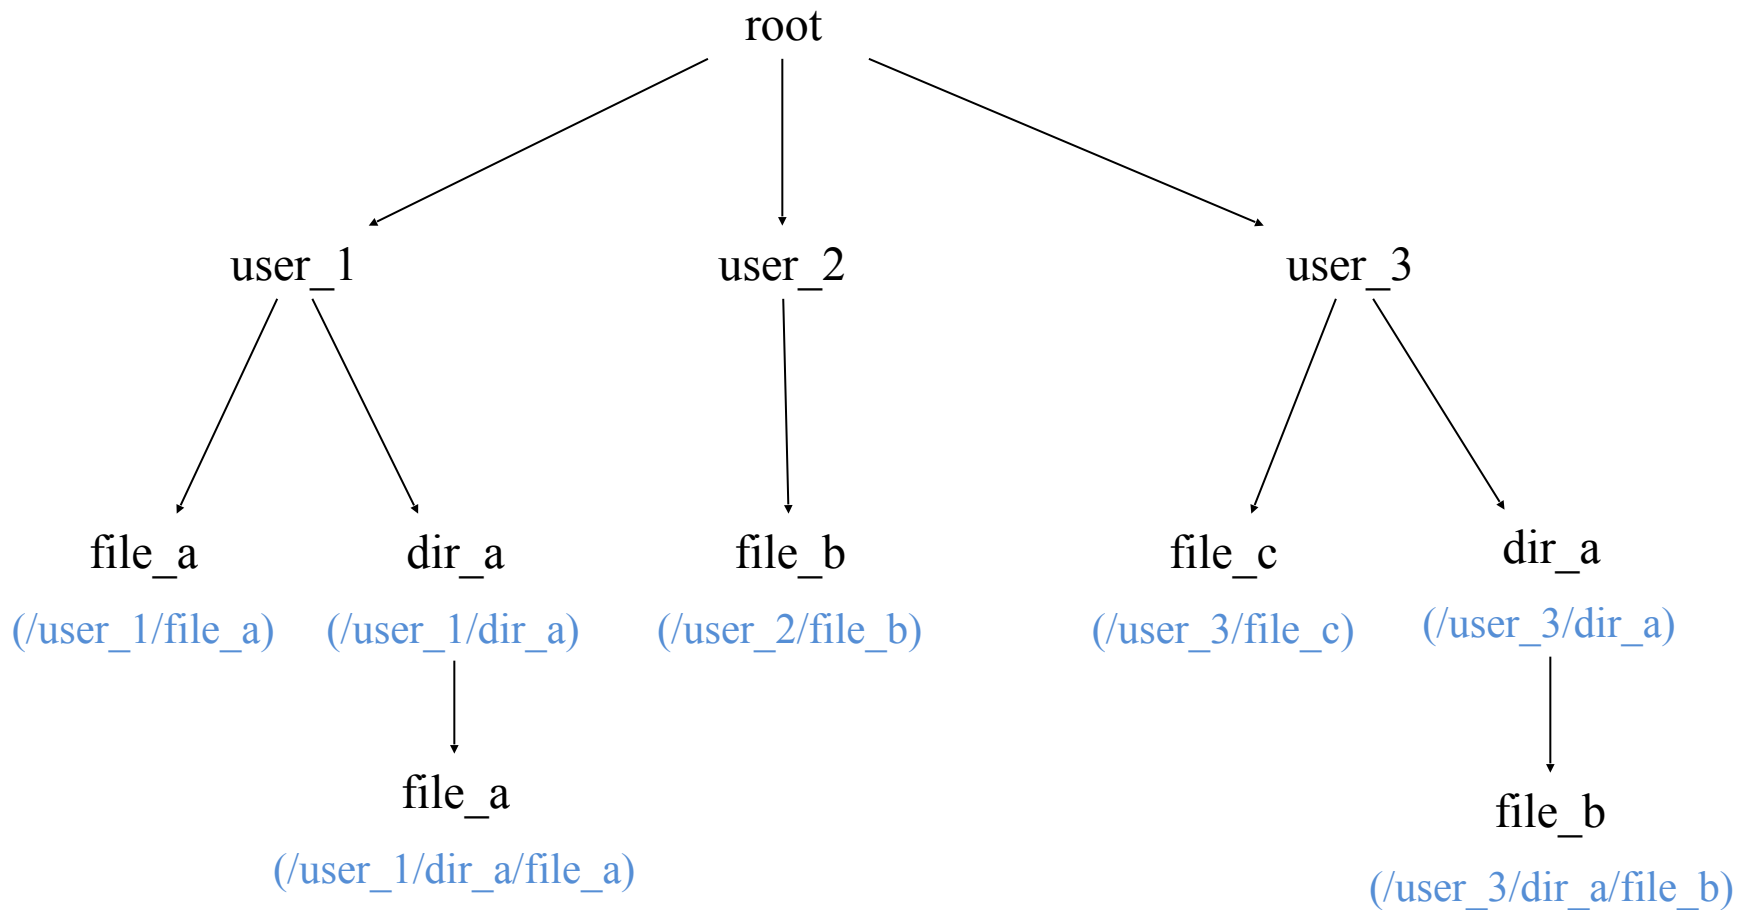 root
user_1
user_2
user_3
file_a
dir_a
file_b
file_c
dir_a
(/user_1/file_a)
(/user_1/dir_a)
(/user_2/file_b)
(/user_3/file_c)
(/user_3/dir_a)
file_a
file_b
(/user_1/dir_a/file_a)
(/user_3/dir_a/file_b)